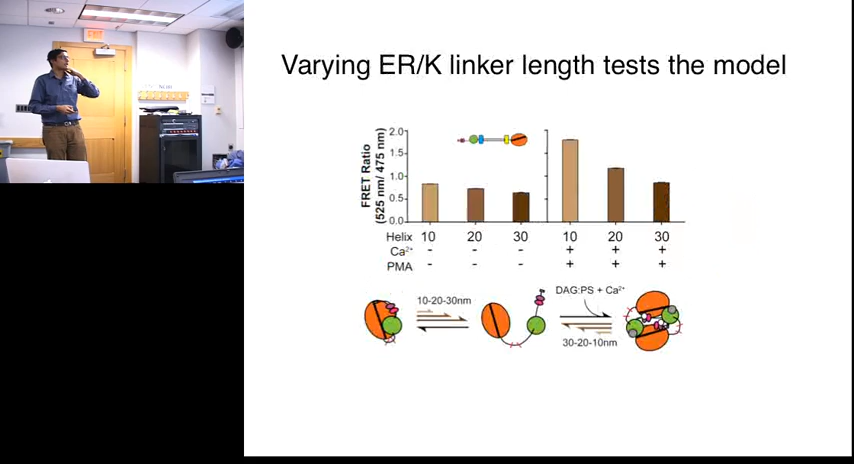 Varying ER/K linker length tests the model
FRET Ratio
(525 nm/ 475 nm)
2.0
1.5
1.0
0.5
0.0
Helix 10 20 30 10 20 30
Ca²⁺ - - - + + +
PMA - - - + + +
10-20-30nm
DAG:PS + Ca²⁺
30-20-10nm
EXIT